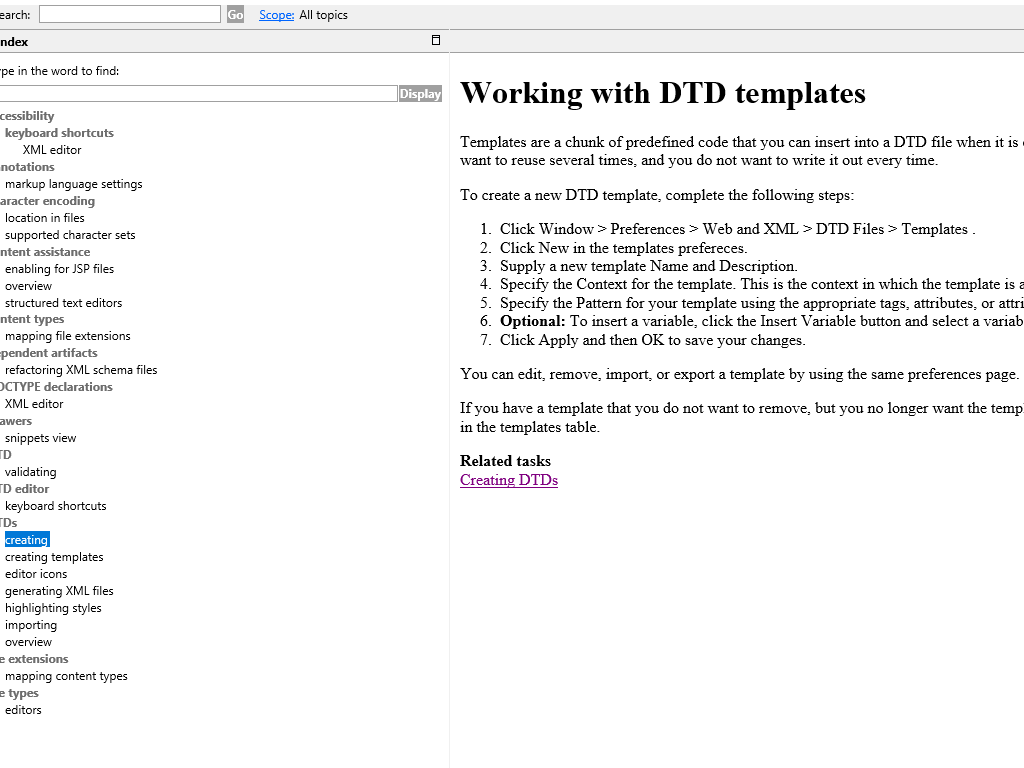 earch: Go Scope: All topics
ndex
pe in the word to find:
Display
cessibility
keyboard shortcuts
XML editor
nnotations
markup language settings
aracter encoding
location in files
supported character sets
ntent assistance
enabling for JSP files
overview
structured text editors
ntent types
mapping file extensions
ependent artifacts
refactoring XML schema files
OCTYPE declarations
XML editor
awers
snippets view
TD
validating
TD editor
keyboard shortcuts
TDs
creating
creating templates
editor icons
generating XML files
highlighting styles
importing
overview
e extensions
mapping content types
e types
editors
Working with DTD templates
Templates are a chunk of predefined code that you can insert into a DTD file when it is
want to reuse several times, and you do not want to write it out every time.
To create a new DTD template, complete the following steps:
1. Click Window > Preferences > Web and XML > DTD Files > Templates .
2. Click New in the templates prefereces.
3. Supply a new template Name and Description.
4. Specify the Context for the template. This is the context in which the template is a
5. Specify the Pattern for your template using the appropriate tags, attributes, or attri
6. Optional: To insert a variable, click the Insert Variable button and select a variab
7. Click Apply and then OK to save your changes.
You can edit, remove, import, or export a template by using the same preferences page.
If you have a template that you do not want to remove, but you no longer want the templ
in the templates table.
Related tasks
Creating DTDs